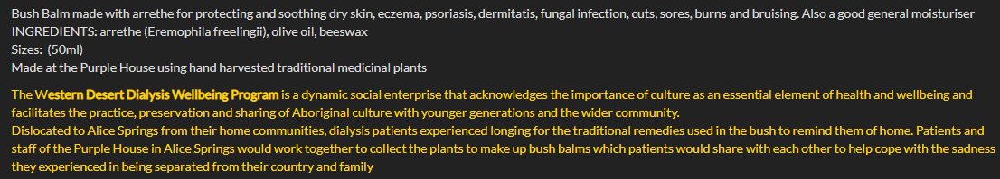 Bush Balm made with arrethe for protecting and soothing dry skin, eczema, psoriasis, dermitatis, fungal infection, cuts, sores, burns and bruising. Also a good general moisturiser
INGREDIENTS: arrethe (Eremophila freelingii), olive oil, beeswax
Sizes: (50ml)
Made at the Purple House using hand harvested traditional medicinal plants
The Western Desert Dialysis Wellbeing Program is a dynamic social enterprise that acknowledges the importance of culture as an essential element of health and wellbeing and
facilitates the practice, preservation and sharing of Aboriginal culture with younger generations and the wider community.
Dislocated to Alice Springs from their home communities, dialysis patients experienced longing for the traditional remedies used in the bush to remind them of home. Patients and
staff of the Purple House in Alice Springs would work together to collect the plants to make up bush balms which patients would share with each other to help cope with the sadness
they experienced in being separated from their country and family